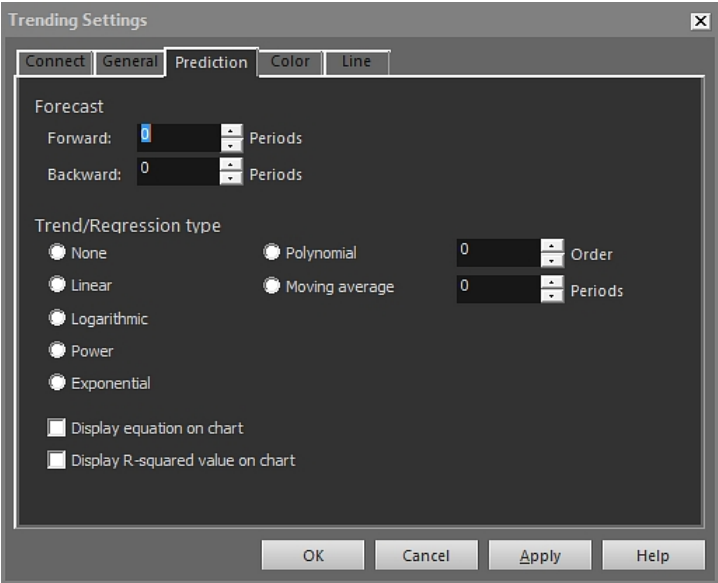 Trending Settings
Connect General Prediction Color Line
Forecast
Forward: 0 Periods
Backward: 0 Periods
Trend/Regression type
None Polynomial 0 Order
Linear Moving average 0 Periods
Logarithmic
Power
Exponential
Display equation on chart
Display R-squared value on chart
OK Cancel Apply Help